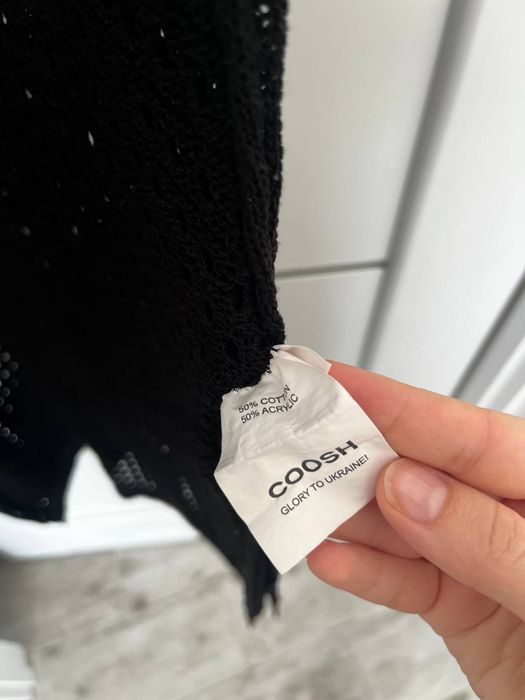 50% COTTON
50% ACRYLIC
COOSH
GLORY TO UKRAINE!